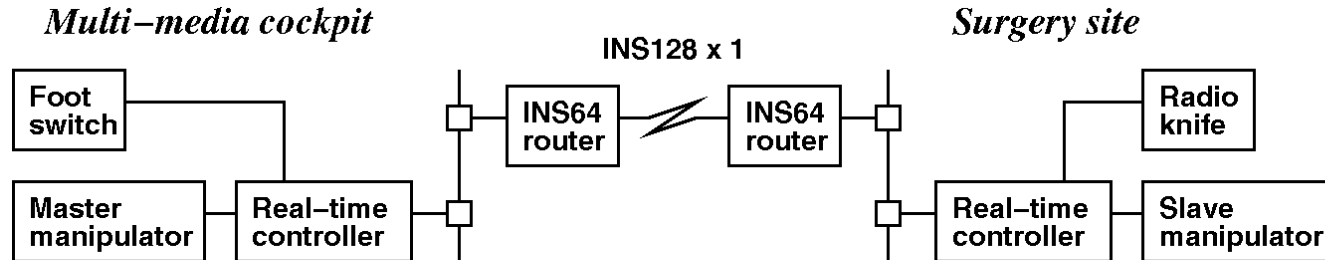 Multi-media cockpit
Surgery site
INS128 x 1
Foot
switch
INS64
router
INS64
router
Radio
knife
Master
manipulator
Real-time
controller
Real-time
controller
Slave
manipulator